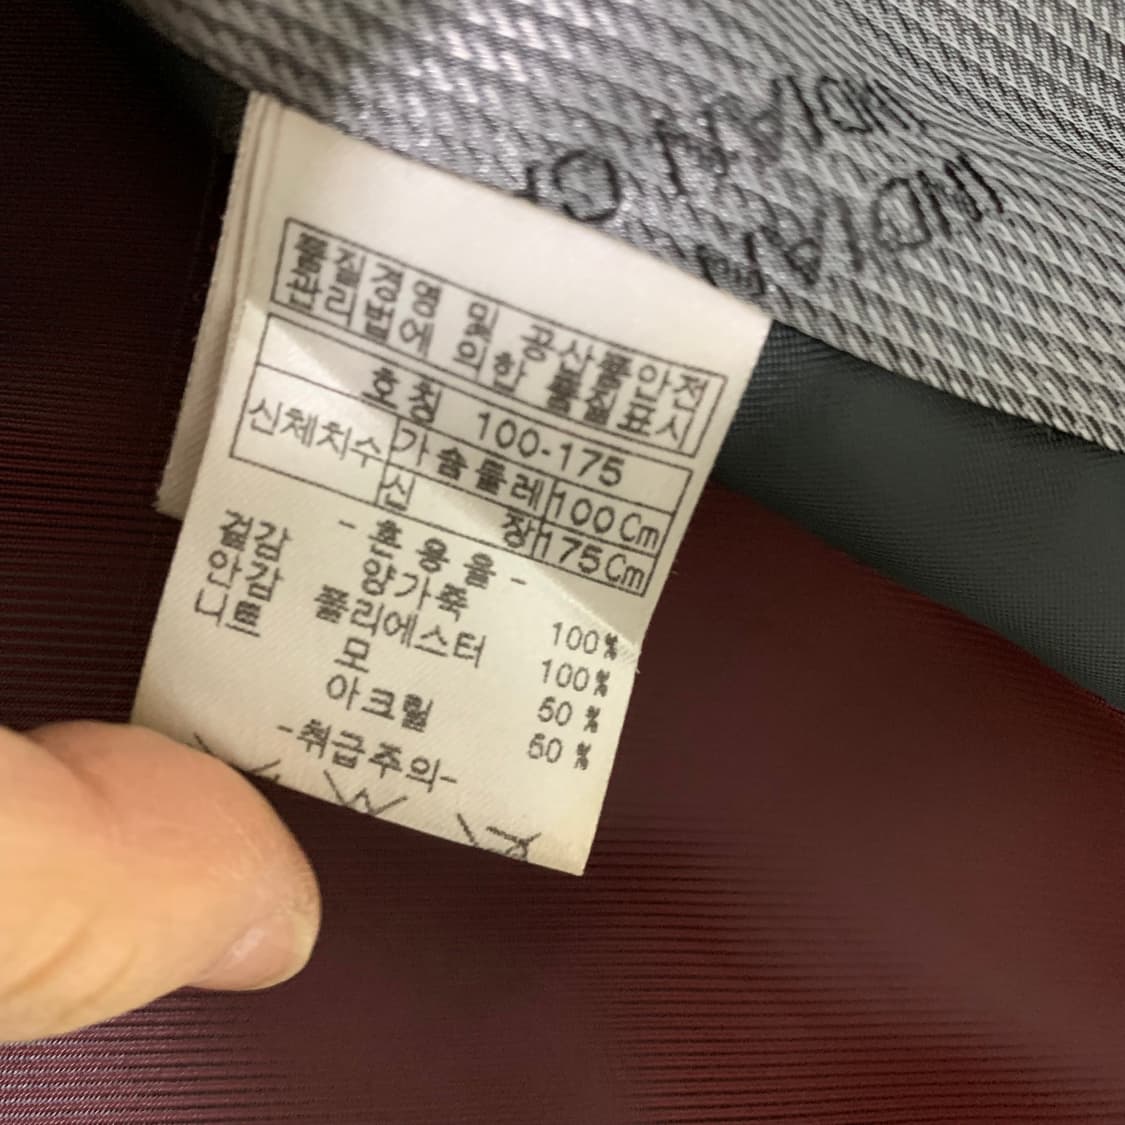 INDIAN
INDIAN
품질경영 및 공산품안전
관리법에 의한 품질표시
호칭 100-175
신체치수 가슴둘레 100Cm
신 장 175Cm
-혼용율-
겉감 양가죽 100%
안감 폴리에스터 100%
니트 모 50%
아크릴 50%
-취급주의-